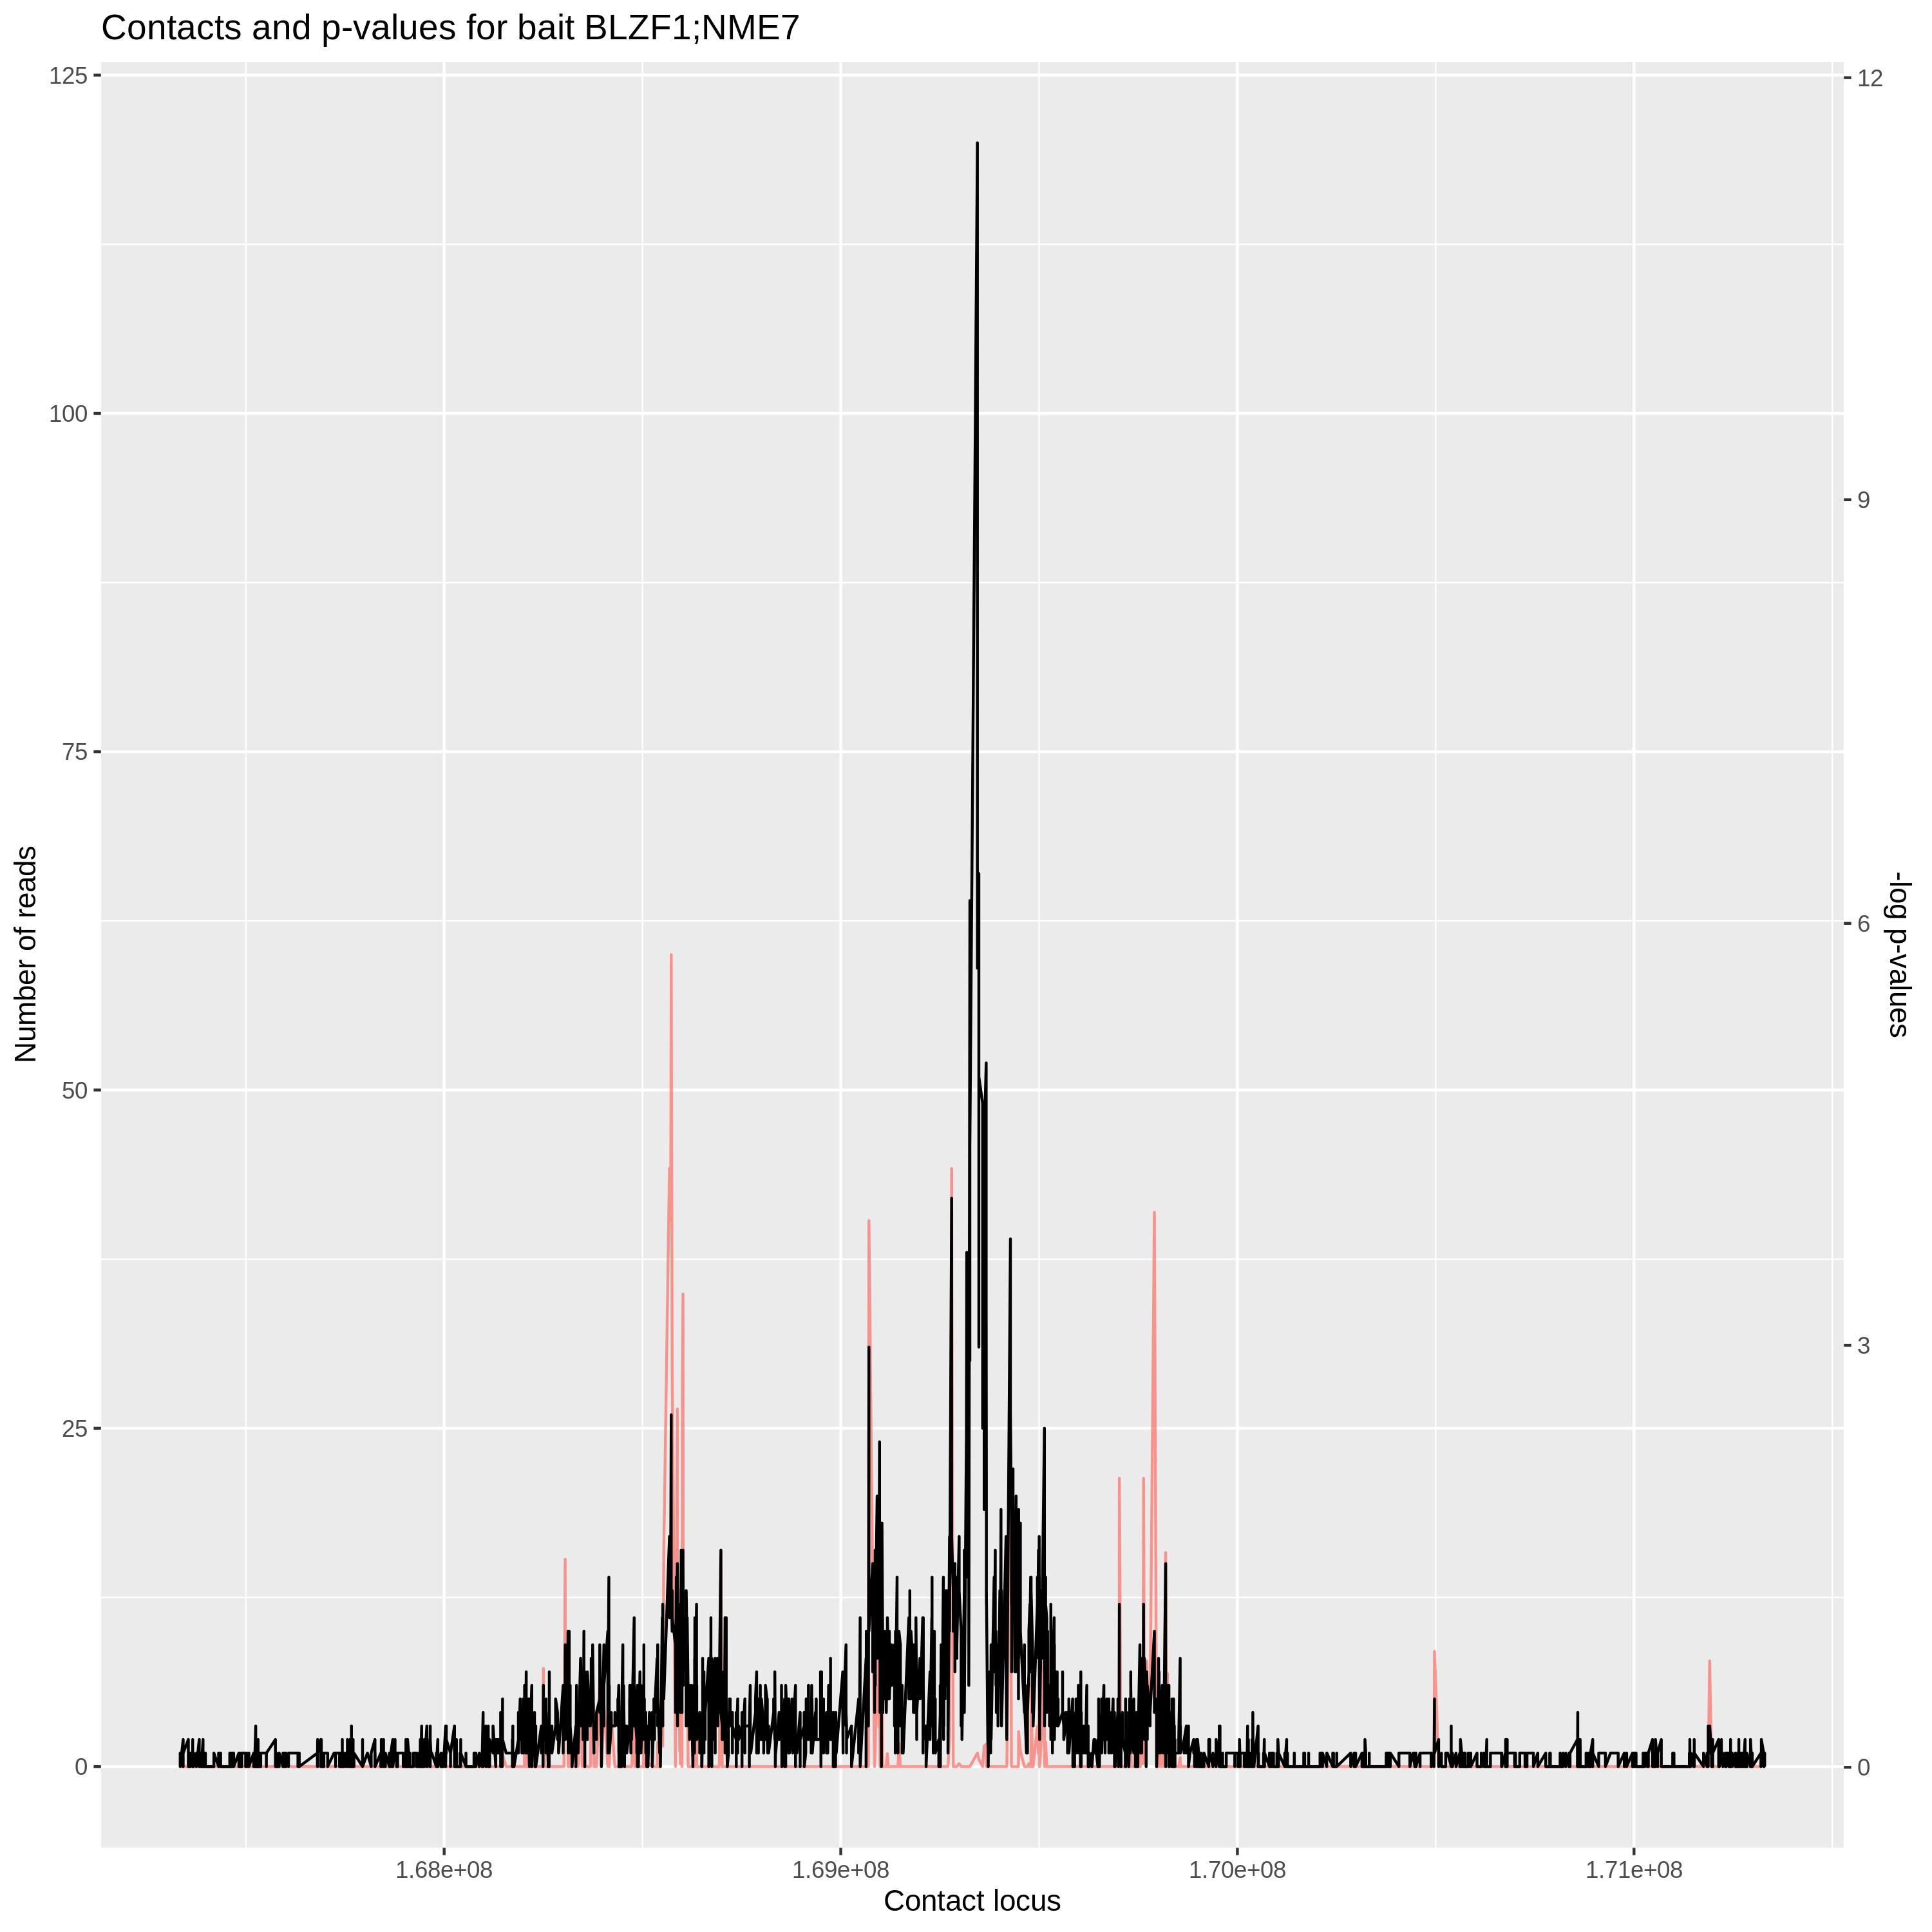 Contacts and p-values for bait BLZF1;NME7
125
100
75
50
25
0
Number of reads
12
9
6
3
0
-log p-values
1.68e+08
1.69e+08
1.70e+08
1.71e+08
Contact locus